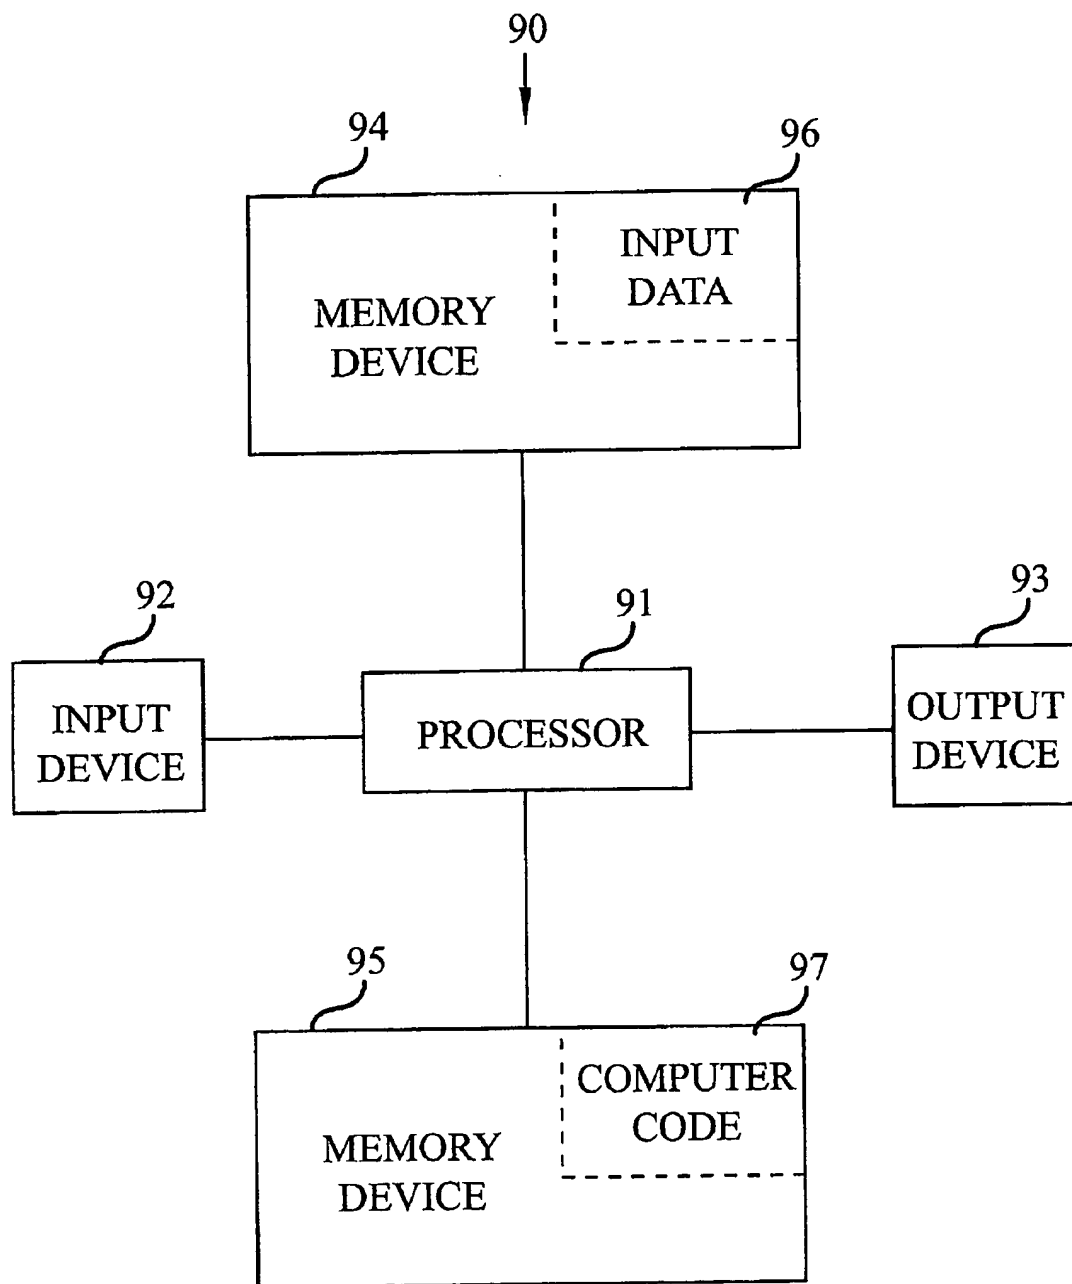 90
94
96
INPUT
DATA
MEMORY
DEVICE
92
91
93
INPUT
DEVICE
PROCESSOR
OUTPUT
DEVICE
95
97
COMPUTER
CODE
MEMORY
DEVICE